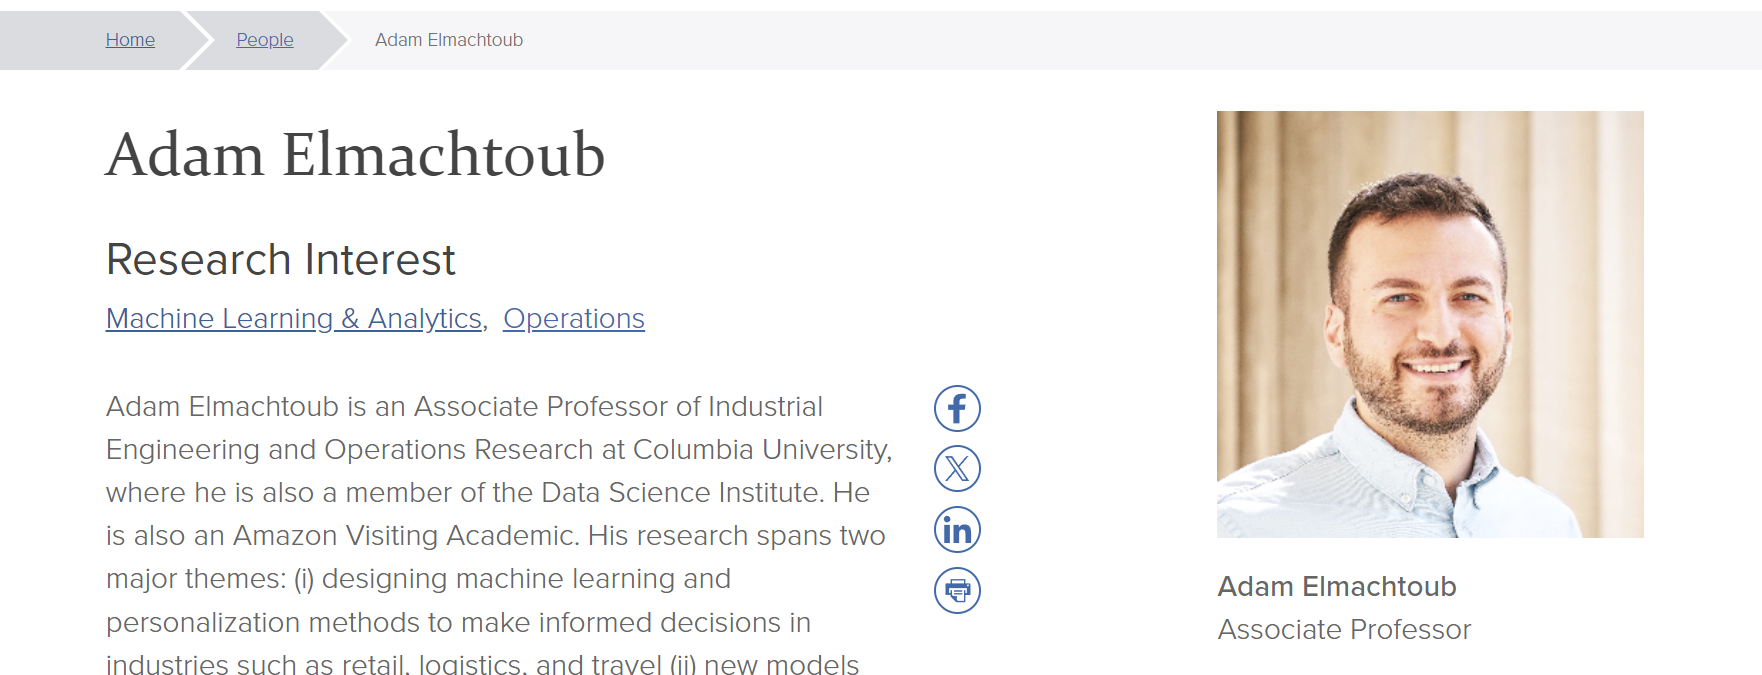 Home
People
Adam Elmachtoub
Adam Elmachtoub
Research Interest
Machine Learning & Analytics, Operations
Adam Elmachtoub is an Associate Professor of Industrial
Engineering and Operations Research at Columbia University,
where he is also a member of the Data Science Institute. He
is also an Amazon Visiting Academic. His research spans two
major themes: (i) designing machine learning and
personalization methods to make informed decisions in
industries such as retail, logistics, and travel (ii) new models
Adam Elmachtoub
Associate Professor